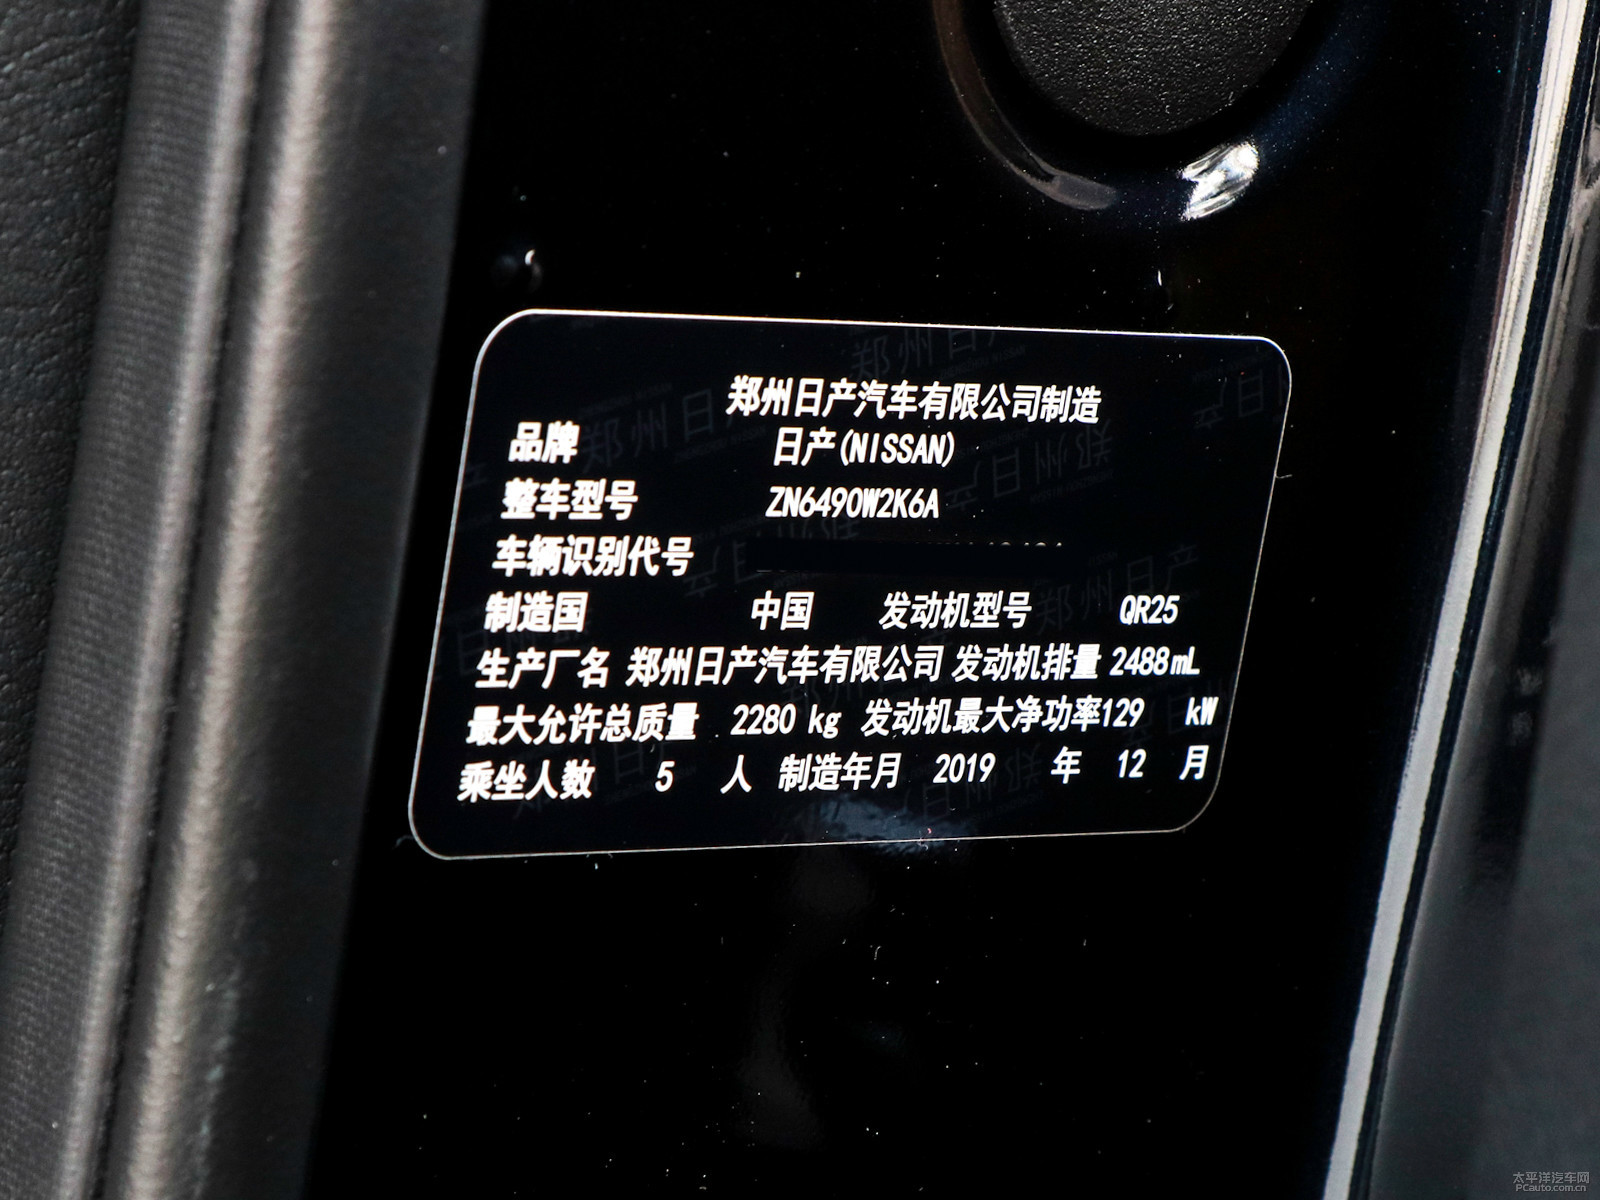 郑州日产汽车有限公司制造
品牌 日产(NISSAN)
整车型号 ZN6490W2K6A
车辆识别代号
制造国 中国 发动机型号 QR25
生产厂名 郑州日产汽车有限公司 发动机排量 2488mL
最大允许总质量 2280 kg 发动机最大净功率129 kW
乘坐人数 5 人 制造年月 2019 年 12 月
太平洋汽车网
PCauto.com.cn